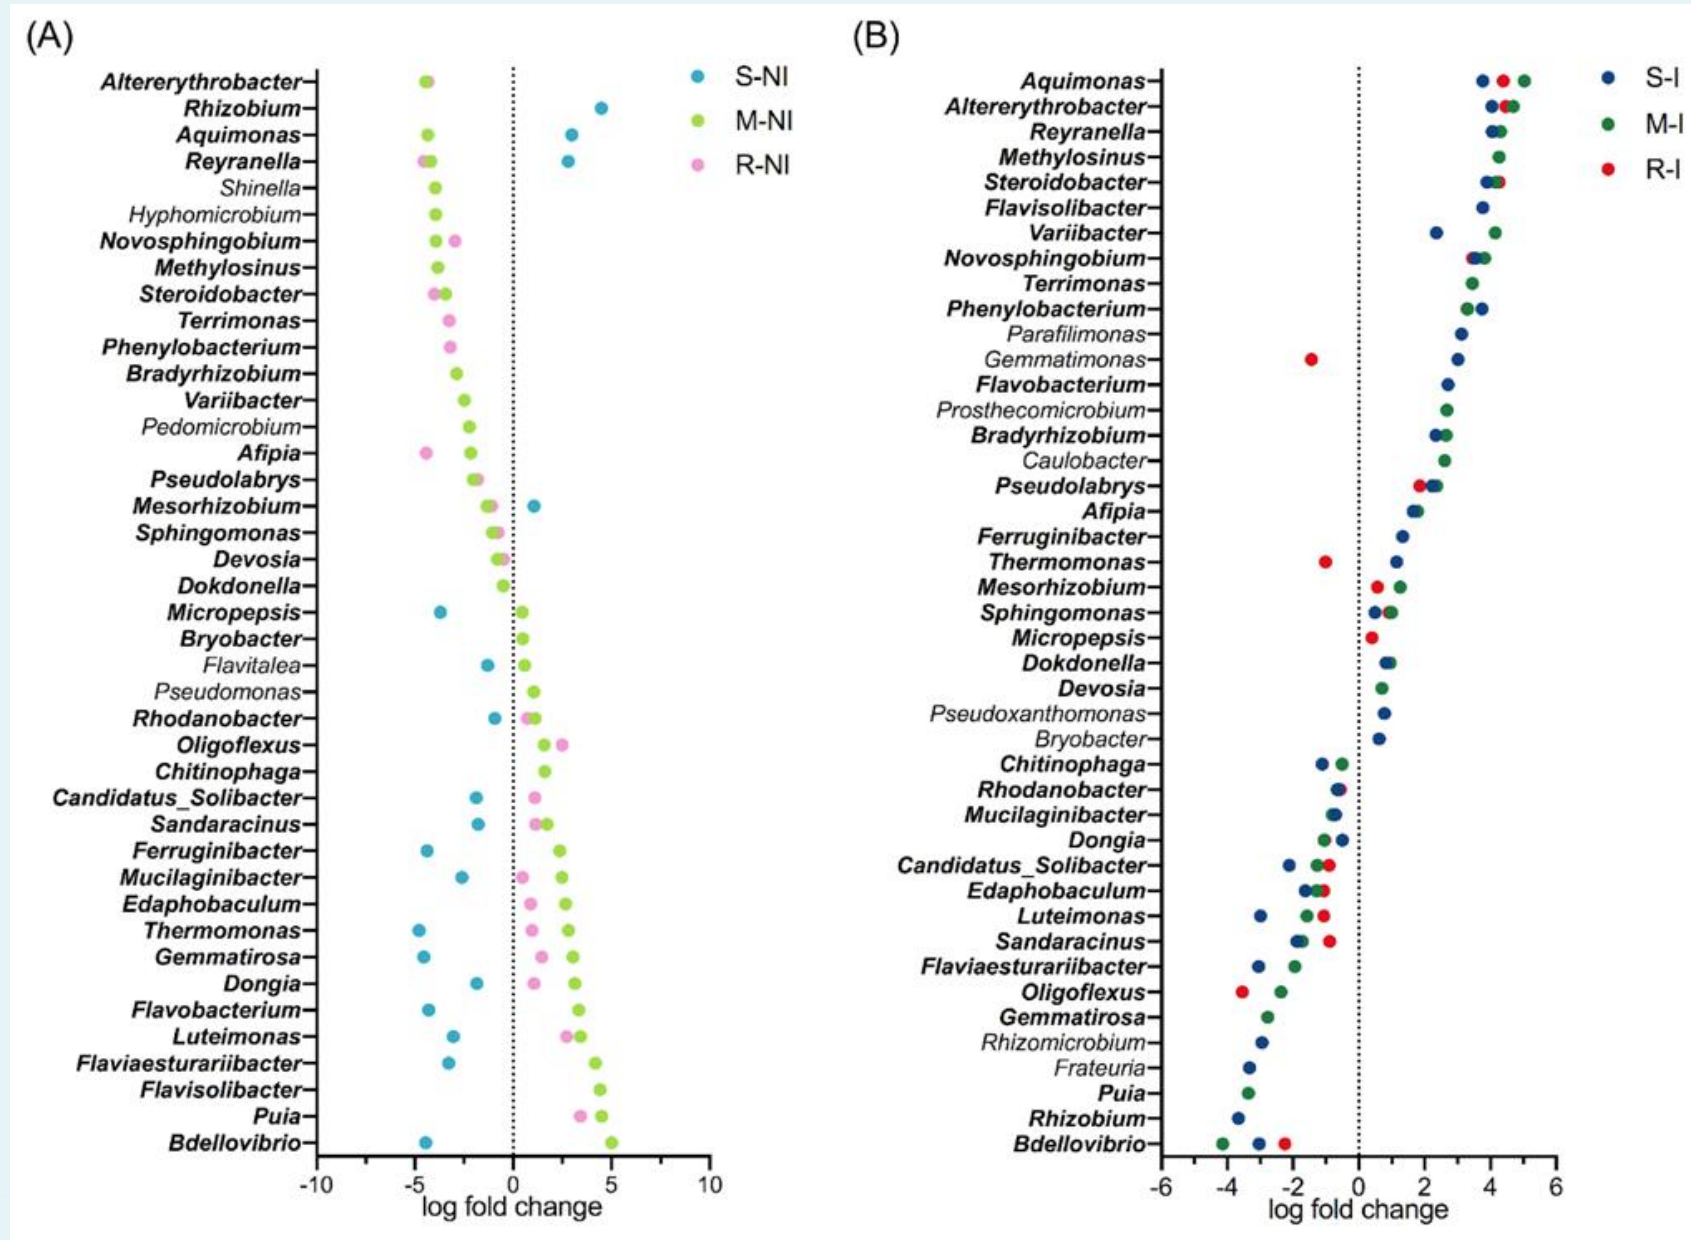 (A)
Altererythrobacter
Rhizobium
Aquimonas
Reyranella
Shinella
Hyphomicrobium
Novosphingobium
Methylosinus
Steroidobacter
Terrimonas
Phenylobacterium
Bradyrhizobium
Variibacter
Pedomicrobium
Afipia
Pseudolabrys
Mesorhizobium
Sphingomonas
Devosia
Dokdonella
Micropepsis
Bryobacter
Flavitalea
Pseudomonas
Rhodanobacter
Oligoflexus
Chitinophaga
Candidatus_Solibacter
Sandaracinus
Ferruginibacter
Mucilaginibacter
Edaphobaculum
Thermomonas
Gemmatirosa
Dongia
Flavobacterium
Luteimonas
Flaviaesturariibacter
Flavisolibacter
Puia
Bdellovibrio
S-NI
M-NI
R-NI
-10 -5 0 5 10
log fold change
(B)
Aquimonas
Altererythrobacter
Reyranella
Methylosinus
Steroidobacter
Flavisolibacter
Variibacter
Novosphingobium
Terrimonas
Phenylobacterium
Parafilimonas
Gemmatimonas
Flavobacterium
Prosthecomicrobium
Bradyrhizobium
Caulobacter
Pseudolabrys
Afipia
Ferruginibacter
Thermomonas
Mesorhizobium
Sphingomonas
Micropepsis
Dokdonella
Devosia
Pseudoxanthomonas
Bryobacter
Chitinophaga
Rhodanobacter
Mucilaginibacter
Dongia
Candidatus_Solibacter
Edaphobaculum
Luteimonas
Sandaracinus
Flaviaesturariibacter
Oligoflexus
Gemmatirosa
Rhizomicrobium
Frateuria
Puia
Rhizobium
Bdellovibrio
S-I
M-I
R-I
-6 -4 -2 0 2 4 6
log fold change